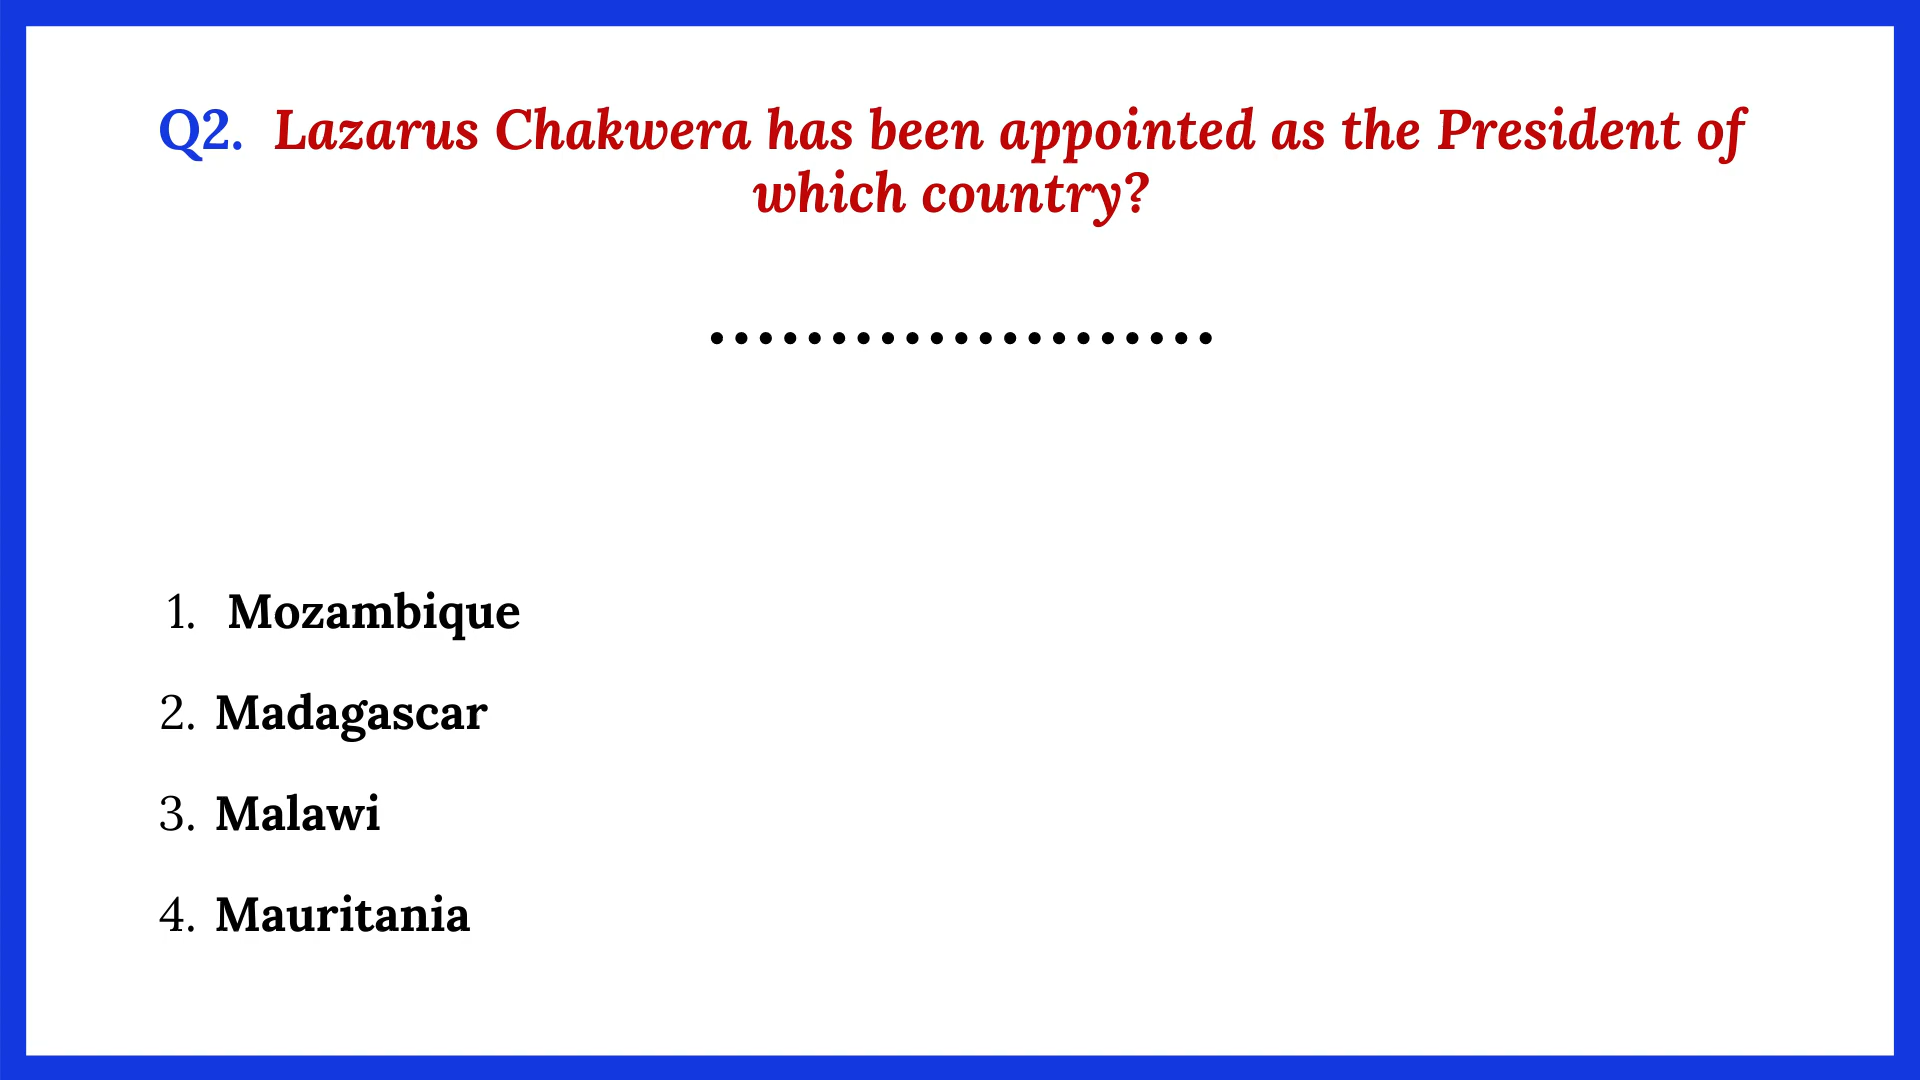 Q2. Lazarus Chakwera has been appointed as the President of
which country?
.....................
1. Mozambique
2. Madagascar
3. Malawi
4. Mauritania